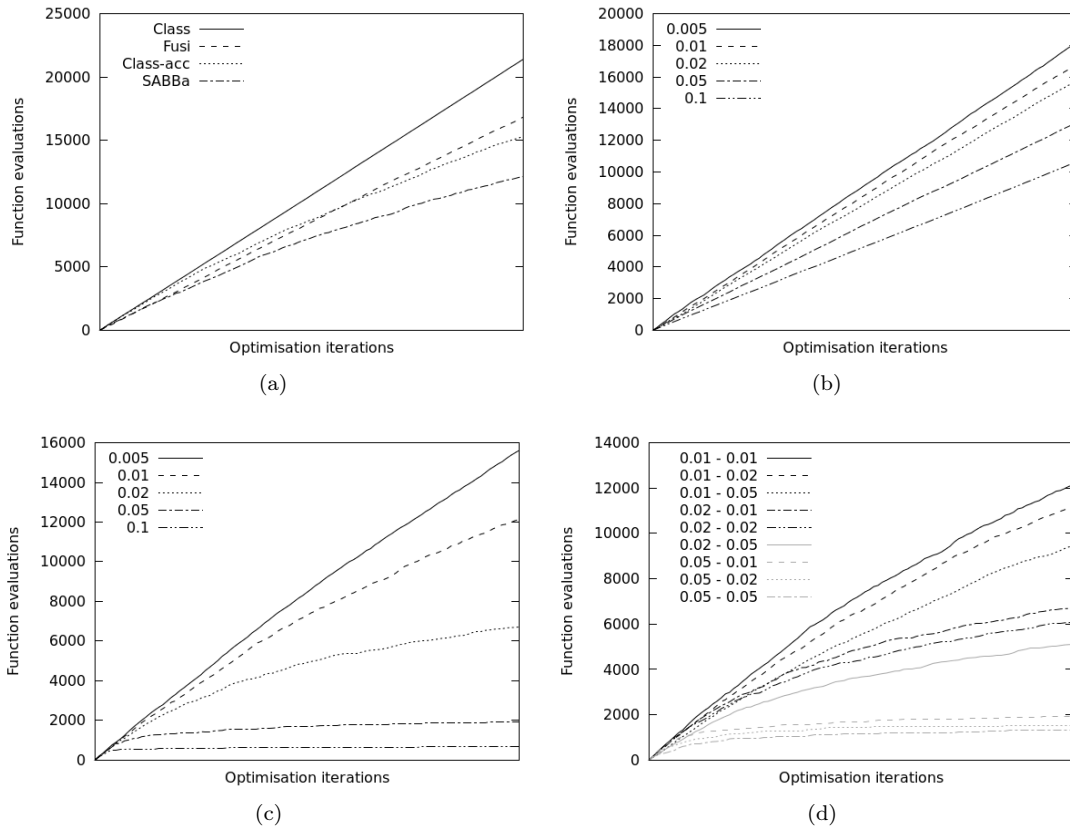 25000
20000
15000
10000
5000
0
Function evaluations
Class
Fusi
Class-acc
SABBa
Optimisation iterations
(a)
20000
18000
16000
14000
12000
10000
8000
6000
4000
2000
0
Function evaluations
0.005
0.01
0.02
0.05
0.1
Optimisation iterations
(b)
16000
14000
12000
10000
8000
6000
4000
2000
0
Function evaluations
0.005
0.01
0.02
0.05
0.1
Optimisation iterations
(c)
14000
12000
10000
8000
6000
4000
2000
0
Function evaluations
0.01 - 0.01
0.01 - 0.02
0.01 - 0.05
0.02 - 0.01
0.02 - 0.02
0.02 - 0.05
0.05 - 0.01
0.05 - 0.02
0.05 - 0.05
Optimisation iterations
(d)